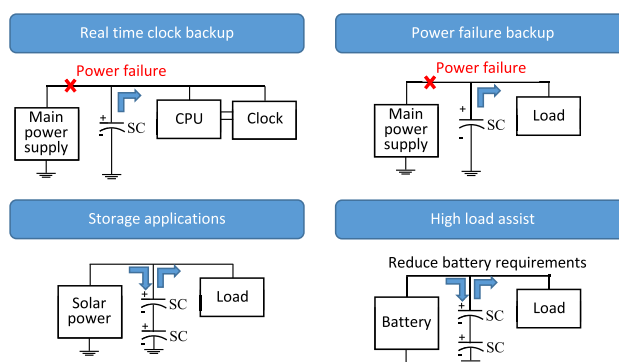 Real time clock backup
Power failure
Main
power
supply
+
SC
-
CPU
Clock
Power failure backup
Power failure
Main
power
supply
+
SC
-
Load
Storage applications
Solar
power
+
SC
-
+
SC
-
Load
High load assist
Reduce battery requirements
Battery
+
SC
-
+
SC
-
Load